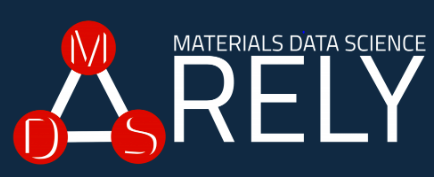 M
D S
MATERIALS DATA SCIENCE
RELY